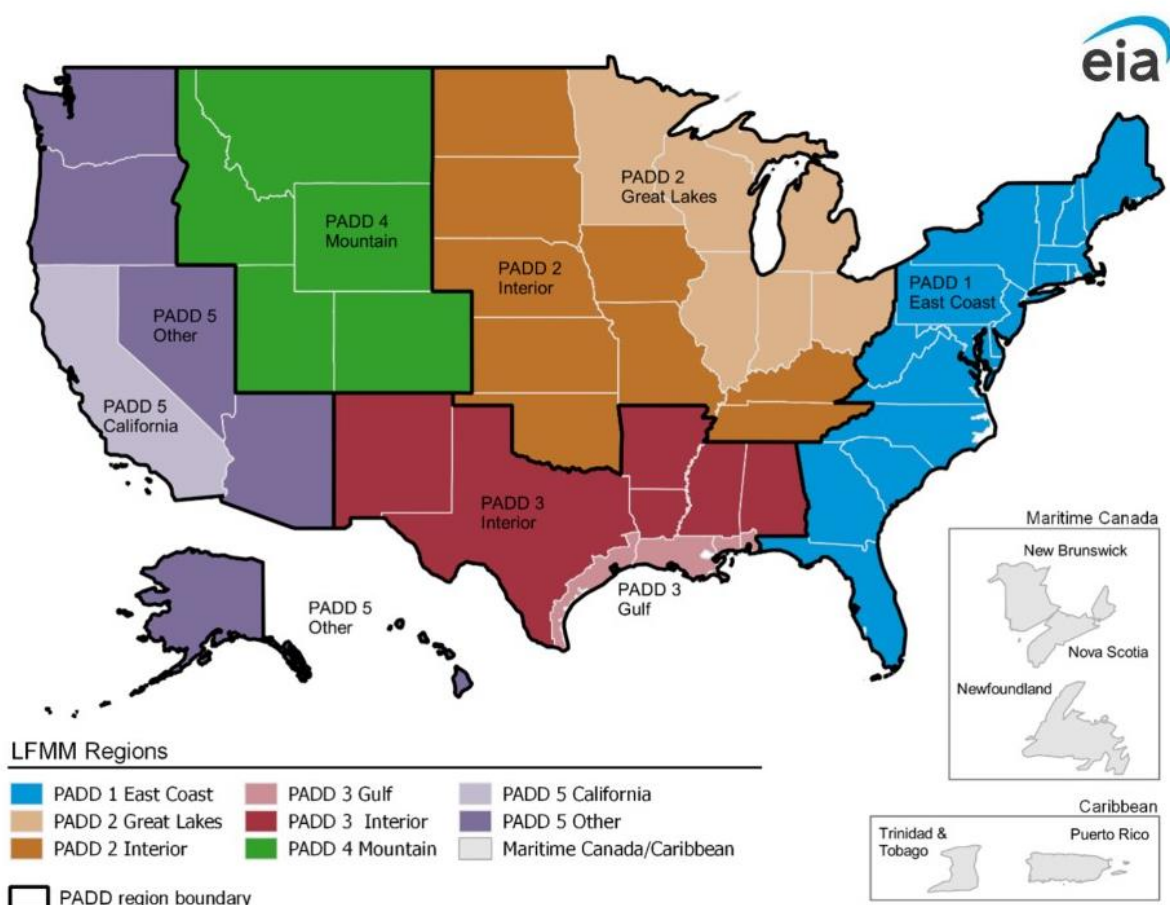 eia
PADD 2
Great Lakes
PADD 4
Mountain
PADD 2
Interior
PADD 1
East Coast
PADD 5
Other
PADD 5
California
PADD 3
Interior
PADD 3
Gulf
PADD 5
Other
Maritime Canada
New Brunswick
Nova Scotia
Newfoundland
LFMM Regions
PADD 1 East Coast
PADD 3 Gulf
PADD 5 California
PADD 2 Great Lakes
PADD 3 Interior
PADD 5 Other
PADD 2 Interior
PADD 4 Mountain
Maritime Canada/Caribbean
Caribbean
Trinidad &
Tobago
Puerto Rico
PADD region boundary